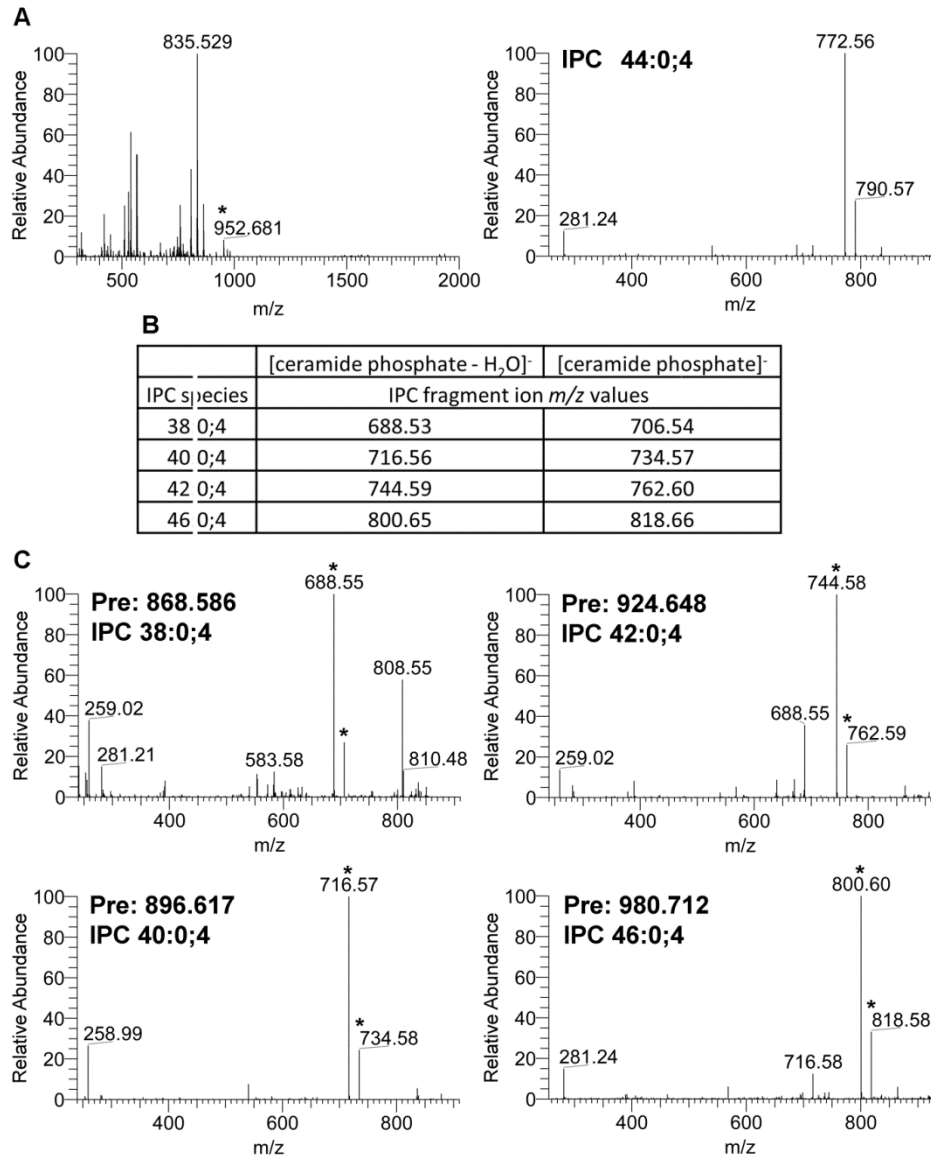 A
835.529
*
952.681
100
80
60
40
20
0
Relative Abundance
500 1000 1500 2000
m/z
IPC 44:0;4
772.56
790.57
281.24
100
80
60
40
20
0
Relative Abundance
400 600 800
m/z
B
[ceramide phosphate - H₂O]⁻ [ceramide phosphate]⁻
IPC species IPC fragment ion m/z values
38 0;4 688.53 706.54
40 0;4 716.56 734.57
42 0;4 744.59 762.60
46 0;4 800.65 818.66
C
Pre: 868.586
IPC 38:0;4
*
688.55
*
808.55
810.48
259.02
281.21
583.58
100
80
60
40
20
0
Relative Abundance
400 600 800
m/z
Pre: 924.648
IPC 42:0;4
*
744.58
*
762.59
688.55
259.02
100
80
60
40
20
0
Relative Abundance
400 600 800
m/z
Pre: 896.617
IPC 40:0;4
*
716.57
*
734.58
258.99
100
80
60
40
20
0
Relative Abundance
400 600 800
m/z
Pre: 980.712
IPC 46:0;4
*
800.60
*
818.58
716.58
281.24
100
80
60
40
20
0
Relative Abundance
400 600 800
m/z